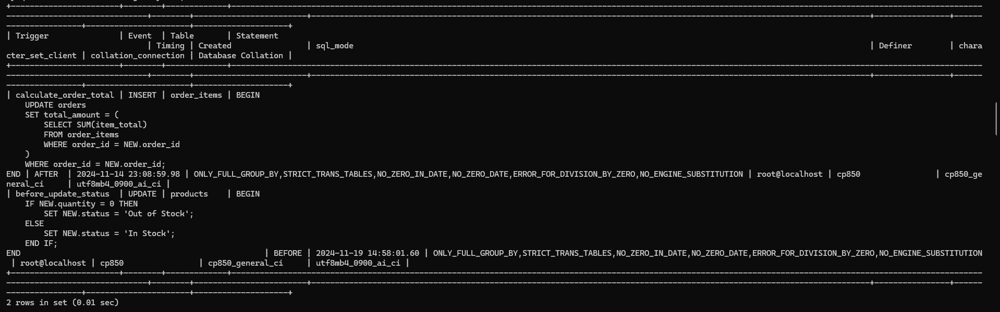 | Trigger | Event | Table | Statement
| Timing | Created | sql_mode | Definer | chara
cter_set_client | collation_connection | Database Collation |
| calculate_order_total | INSERT | order_items | BEGIN
UPDATE orders
SET total_amount = (
SELECT SUM(item_total)
FROM order_items
WHERE order_id = NEW.order_id
)
WHERE order_id = NEW.order_id;
END | AFTER | 2024-11-14 23:08:59.98 | ONLY_FULL_GROUP_BY,STRICT_TRANS_TABLES,NO_ZERO_IN_DATE,NO_ZERO_DATE,ERROR_FOR_DIVISION_BY_ZERO,NO_ENGINE_SUBSTITUTION | root@localhost | cp850 | cp850_ge
neral_ci | utf8mb4_0900_ai_ci |
| before_update_status | UPDATE | products | BEGIN
IF NEW.quantity = 0 THEN
SET NEW.status = 'Out of Stock';
ELSE
SET NEW.status = 'In Stock';
END IF;
END | BEFORE | 2024-11-19 14:58:01.60 | ONLY_FULL_GROUP_BY,STRICT_TRANS_TABLES,NO_ZERO_IN_DATE,NO_ZERO_DATE,ERROR_FOR_DIVISION_BY_ZERO,NO_ENGINE_SUBSTITUTION
| root@localhost | cp850 | cp850_general_ci | utf8mb4_0900_ai_ci |
2 rows in set (0.01 sec)